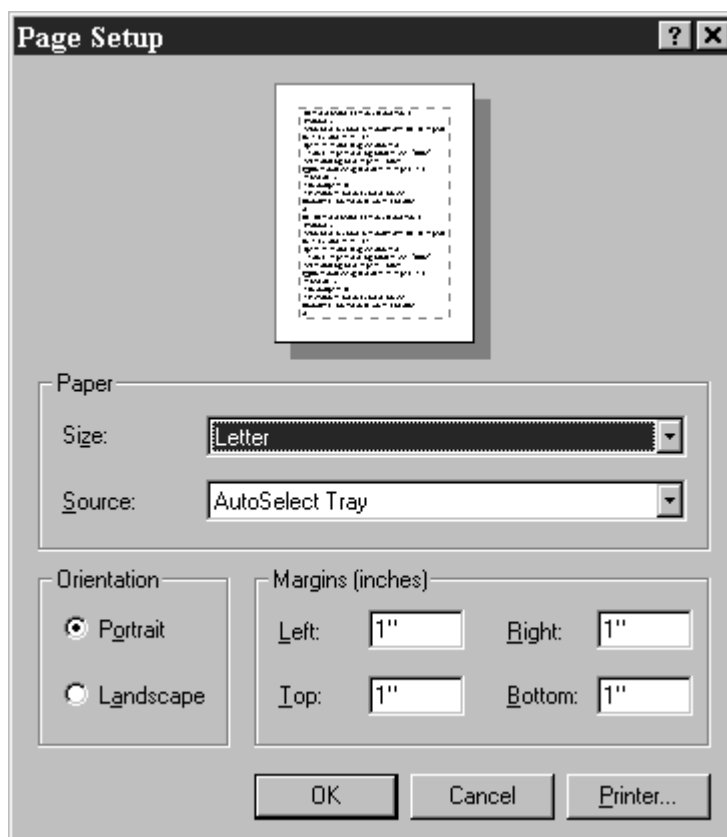 Page Setup
Paper
Size: Letter
Source: AutoSelect Tray
Orientation
Portrait
Landscape
Margins (inches)
Left: 1" Right: 1"
Top: 1" Bottom: 1"
OK Cancel Printer...